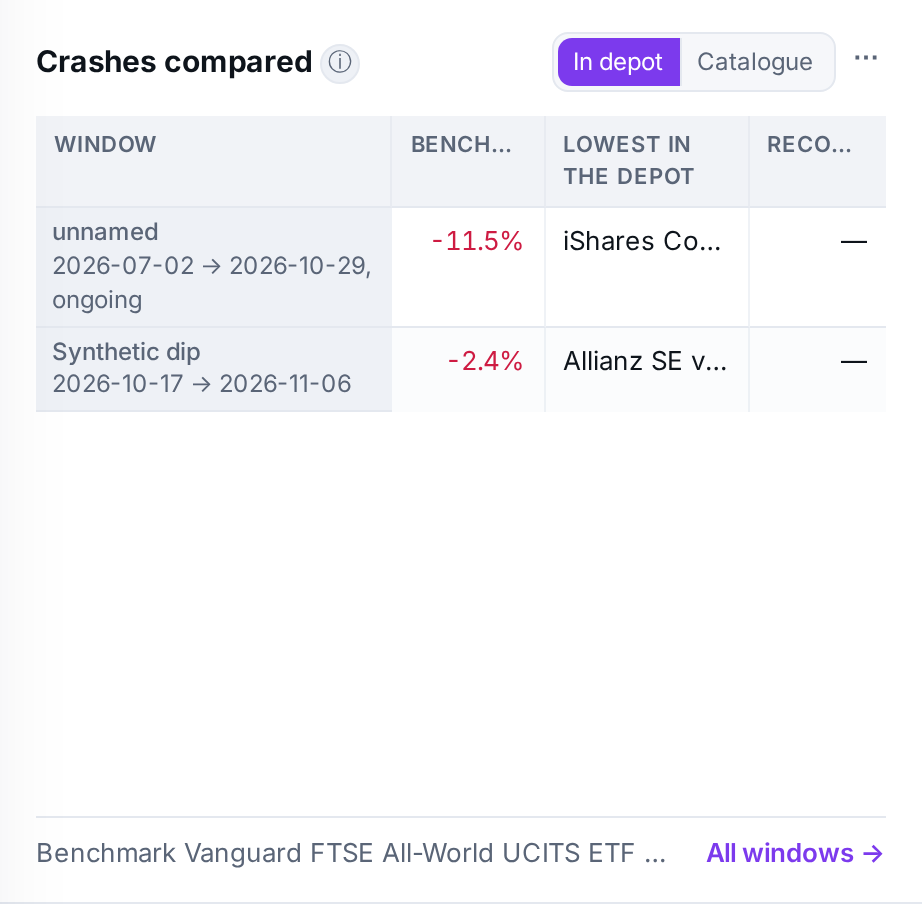 Crashes compared ⓘ
In depot Catalogue ...
WINDOW BENCH... LOWEST IN THE DEPOT RECO...
unnamed
2026-07-02 → 2026-10-29, ongoing -11.5% iShares Co... —
Synthetic dip
2026-10-17 → 2026-11-06 -2.4% Allianz SE v... —
Benchmark Vanguard FTSE All-World UCITS ETF ... All windows →